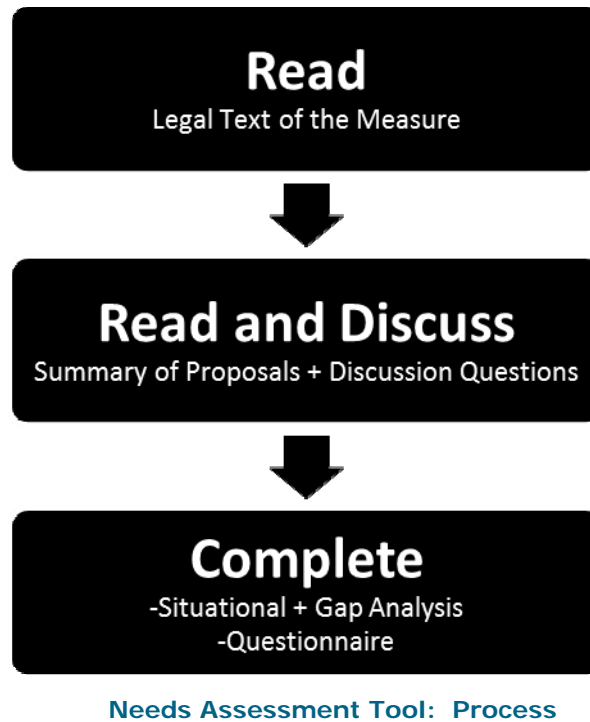 Read
Legal Text of the Measure
Read and Discuss
Summary of Proposals + Discussion Questions
Complete
-Situational + Gap Analysis
-Questionnaire
Needs Assessment Tool:  Process